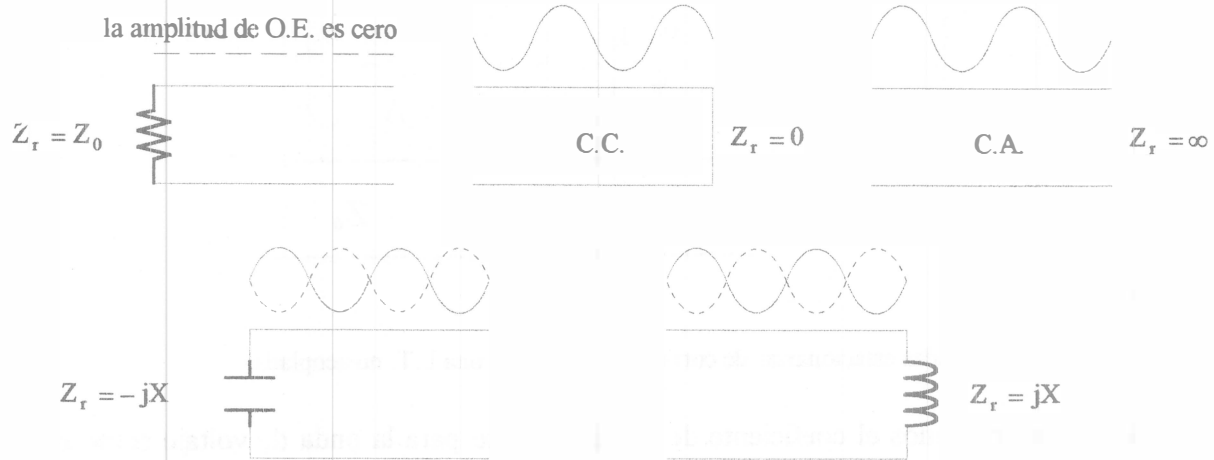 la amplitud de O.E. es cero
Z_r = Z_0
C.C.
Z_r = 0
C.A.
Z_r = ∞
Z_r = -jX
Z_r = jX